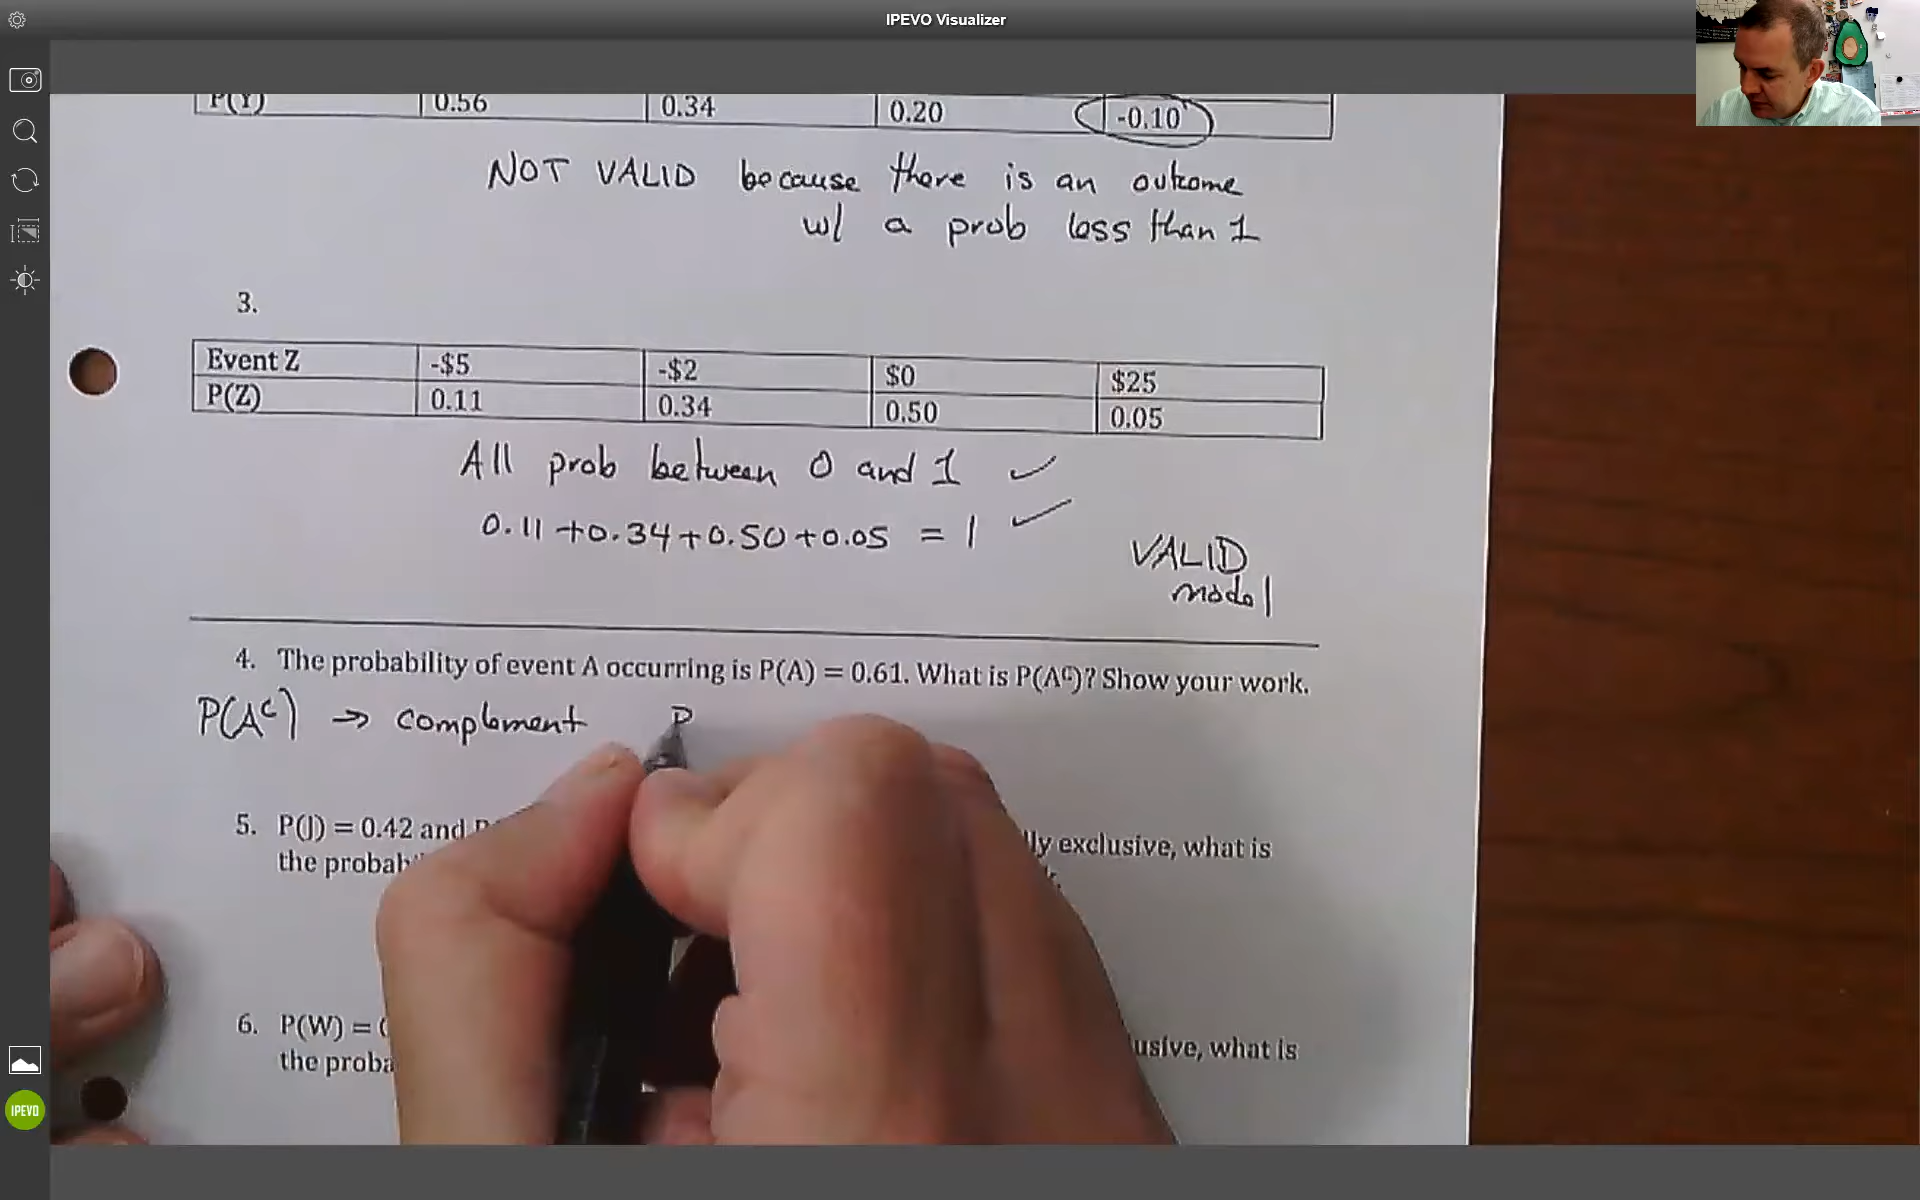 IPEVO Visualizer
P(Y) 0.56 0.34 0.20 -0.10
NOT VALID because there is an outcome
w/ a prob less than 1
3.
Event Z -$5 -$2 $0 $25
P(Z) 0.11 0.34 0.50 0.05
All prob between 0 and 1 ✓
0.11 + 0.34 + 0.50 + 0.05 = 1 ✓
VALID
model
4. The probability of event A occurring is P(A) = 0.61. What is P(Aᶜ)? Show your work.
P(Aᶜ) → complement P
5. P(J) = 0.42 and exclusive, what is
the
6. P(W) = what is
the
IPEVO